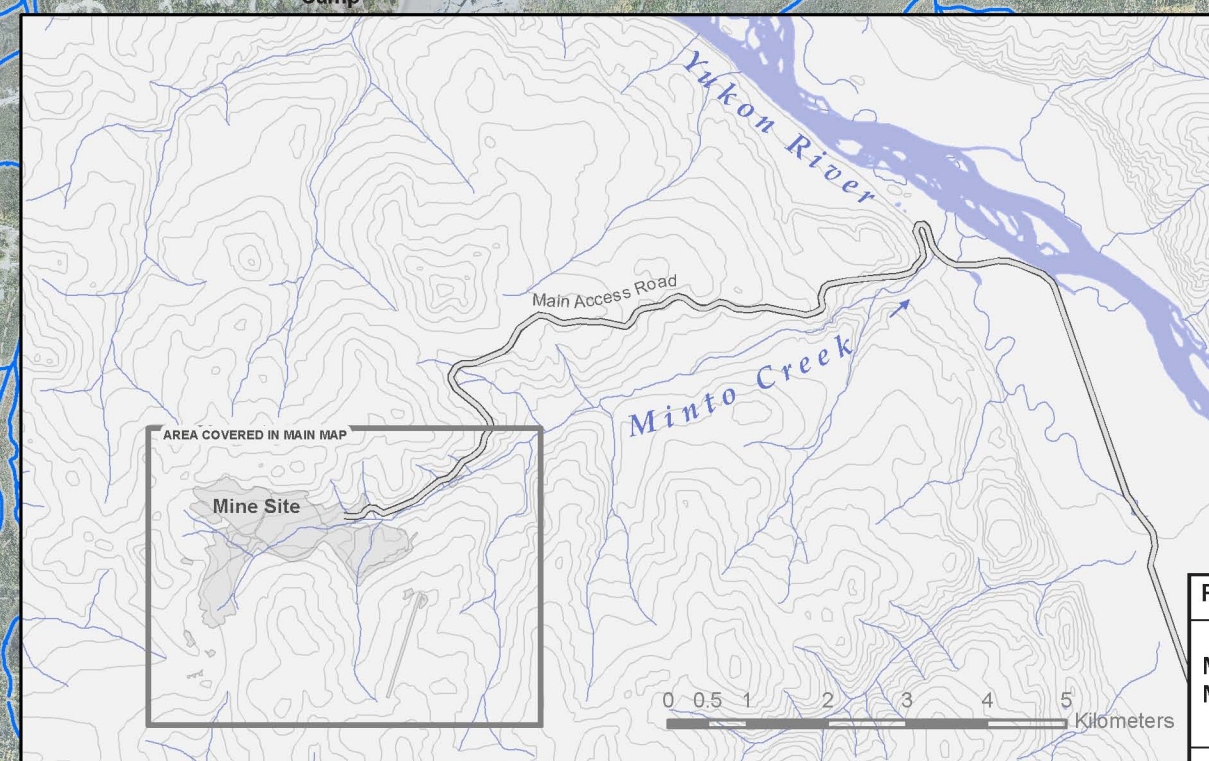 Camp
Yukon River
Main Access Road
Minto Creek
AREA COVERED IN MAIN MAP
Mine Site
0 0.5 1 2 3 4 5
Kilometers